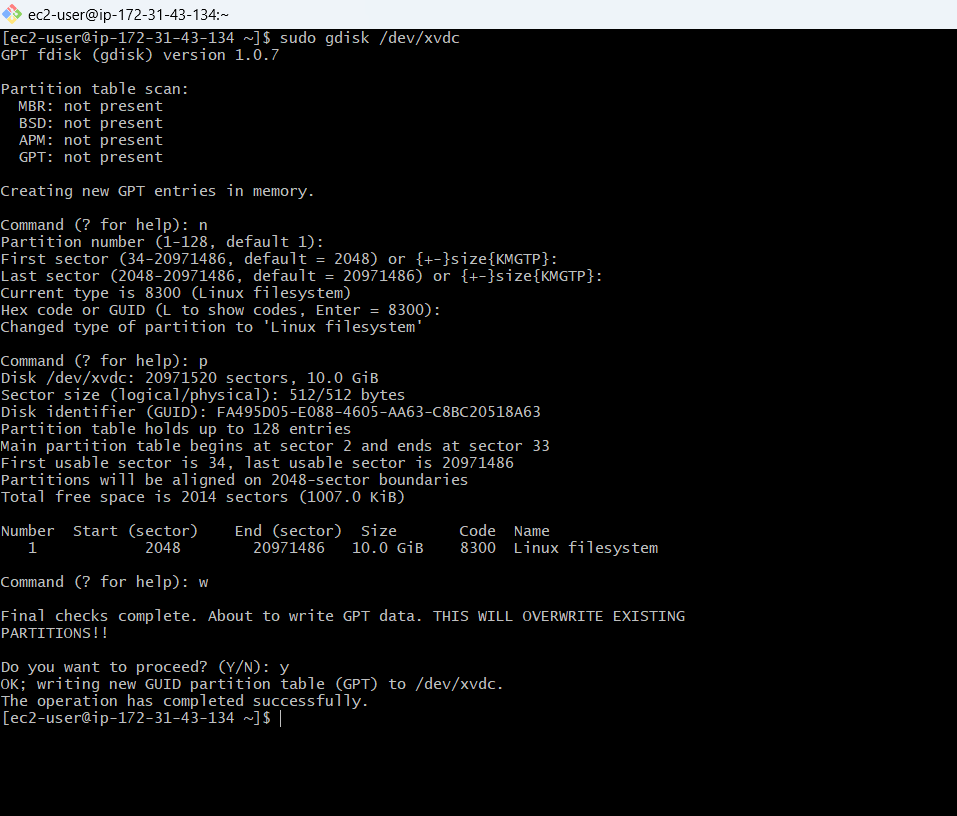 ec2-user@ip-172-31-43-134:~
[ec2-user@ip-172-31-43-134 ~]$ sudo gdisk /dev/xvdc
GPT fdisk (gdisk) version 1.0.7
Partition table scan:
  MBR: not present
  BSD: not present
  APM: not present
  GPT: not present
Creating new GPT entries in memory.
Command (? for help): n
Partition number (1-128, default 1):
First sector (34-20971486, default = 2048) or {+-}size{KMGTP}:
Last sector (2048-20971486, default = 20971486) or {+-}size{KMGTP}:
Current type is 8300 (Linux filesystem)
Hex code or GUID (L to show codes, Enter = 8300):
Changed type of partition to 'Linux filesystem'
Command (? for help): p
Disk /dev/xvdc: 20971520 sectors, 10.0 GiB
Sector size (logical/physical): 512/512 bytes
Disk identifier (GUID): FA495D05-E088-4605-AA63-C8BC20518A63
Partition table holds up to 128 entries
Main partition table begins at sector 2 and ends at sector 33
First usable sector is 34, last usable sector is 20971486
Partitions will be aligned on 2048-sector boundaries
Total free space is 2014 sectors (1007.0 KiB)
Number  Start (sector)    End (sector)  Size       Code  Name
   1            2048        20971486   10.0 GiB    8300  Linux filesystem
Command (? for help): w
Final checks complete. About to write GPT data. THIS WILL OVERWRITE EXISTING
PARTITIONS!!
Do you want to proceed? (Y/N): y
OK; writing new GUID partition table (GPT) to /dev/xvdc.
The operation has completed successfully.
[ec2-user@ip-172-31-43-134 ~]$